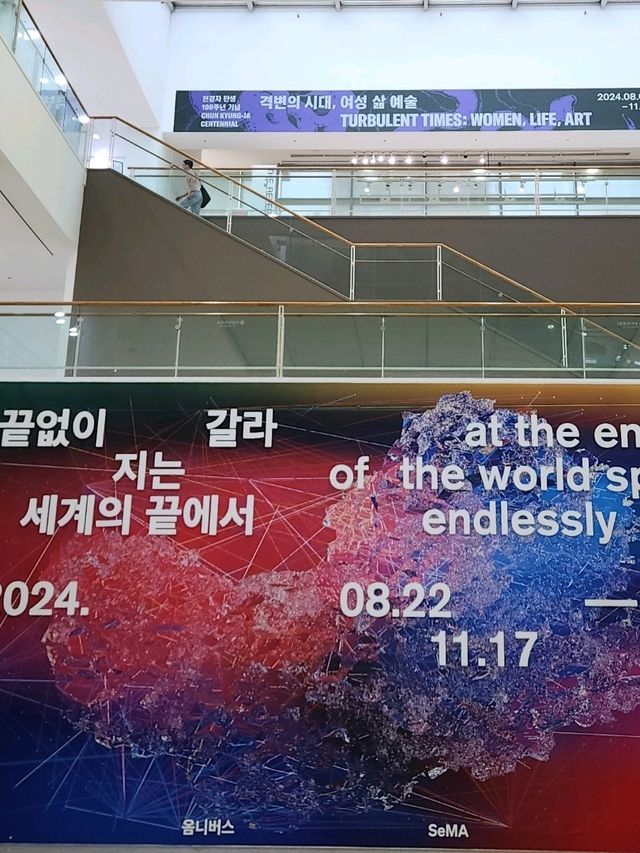 천경자 탄생
100주년 기념
CHUN KYUNG-JA
CENTENNIAL
격변의 시대, 여성 삶 예술
TURBULENT TIMES: WOMEN, LIFE, ART
2024.08.
–11.
끝없이 갈라
지는
세계의 끝에서
at the en
of the world sp
endlessly
2024.
08.22 —
11.17
옴니버스
SeMA